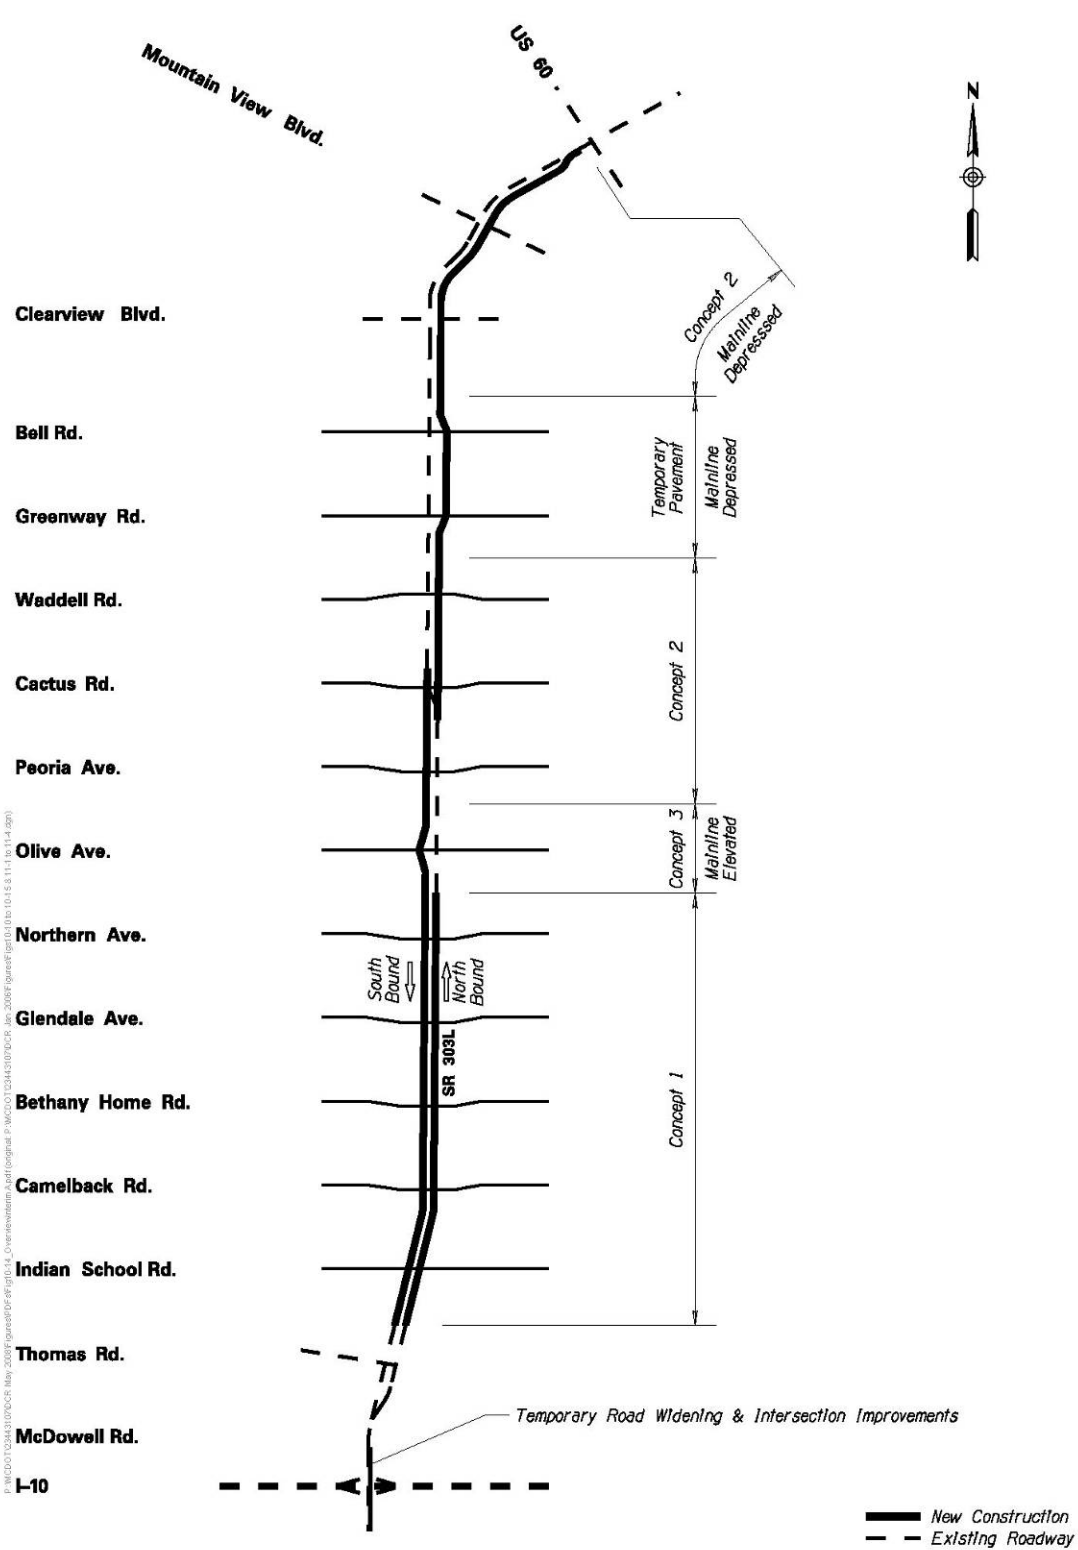 US 60
Mountain View Blvd.
N
Clearview Blvd.
Concept 2
Mainline
Depresssed
Bell Rd.
Temporary
Pavement
Mainline
Depressed
Greenway Rd.
Waddell Rd.
Concept 2
Cactus Rd.
Peoria Ave.
Concept 3
Mainline
Elevated
Olive Ave.
Northern Ave.
South
Bound
North
Bound
Glendale Ave.
SR 303L
Bethany Home Rd.
Concept 1
Camelback Rd.
Indian School Rd.
Thomas Rd.
Temporary Road Widening & Intersection Improvements
McDowell Rd.
I-10
New Construction
Existing Roadway